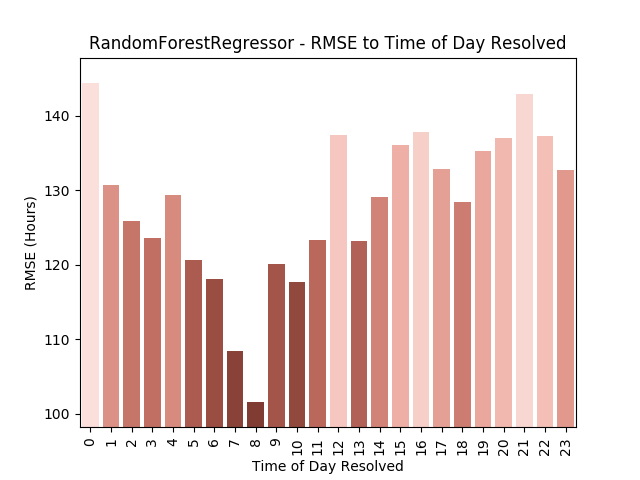 RandomForestRegressor - RMSE to Time of Day Resolved
140
130
120
110
100
RMSE (Hours)
0 1 2 3 4 5 6 7 8 9 10 11 12 13 14 15 16 17 18 19 20 21 22 23
Time of Day Resolved